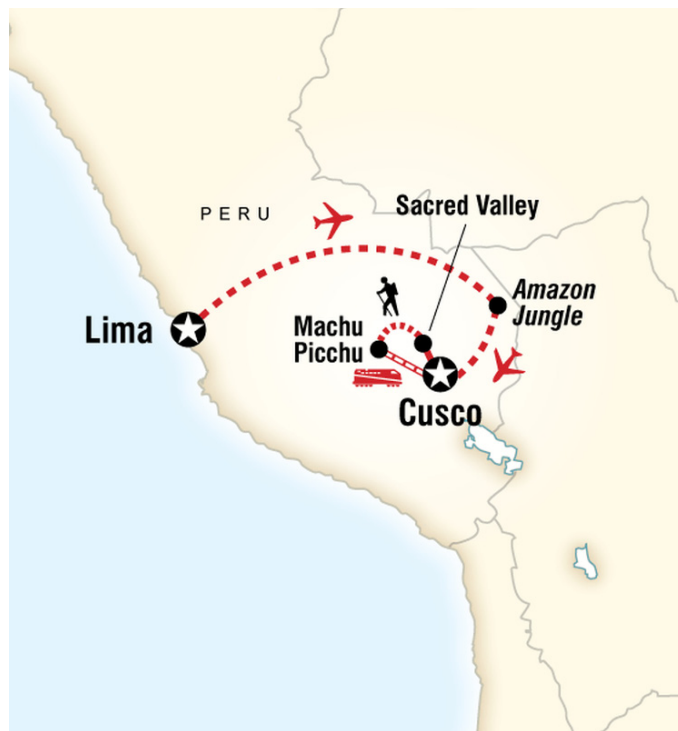 PERU
Sacred Valley
Amazon
Jungle
Lima
Machu
Picchu
Cusco